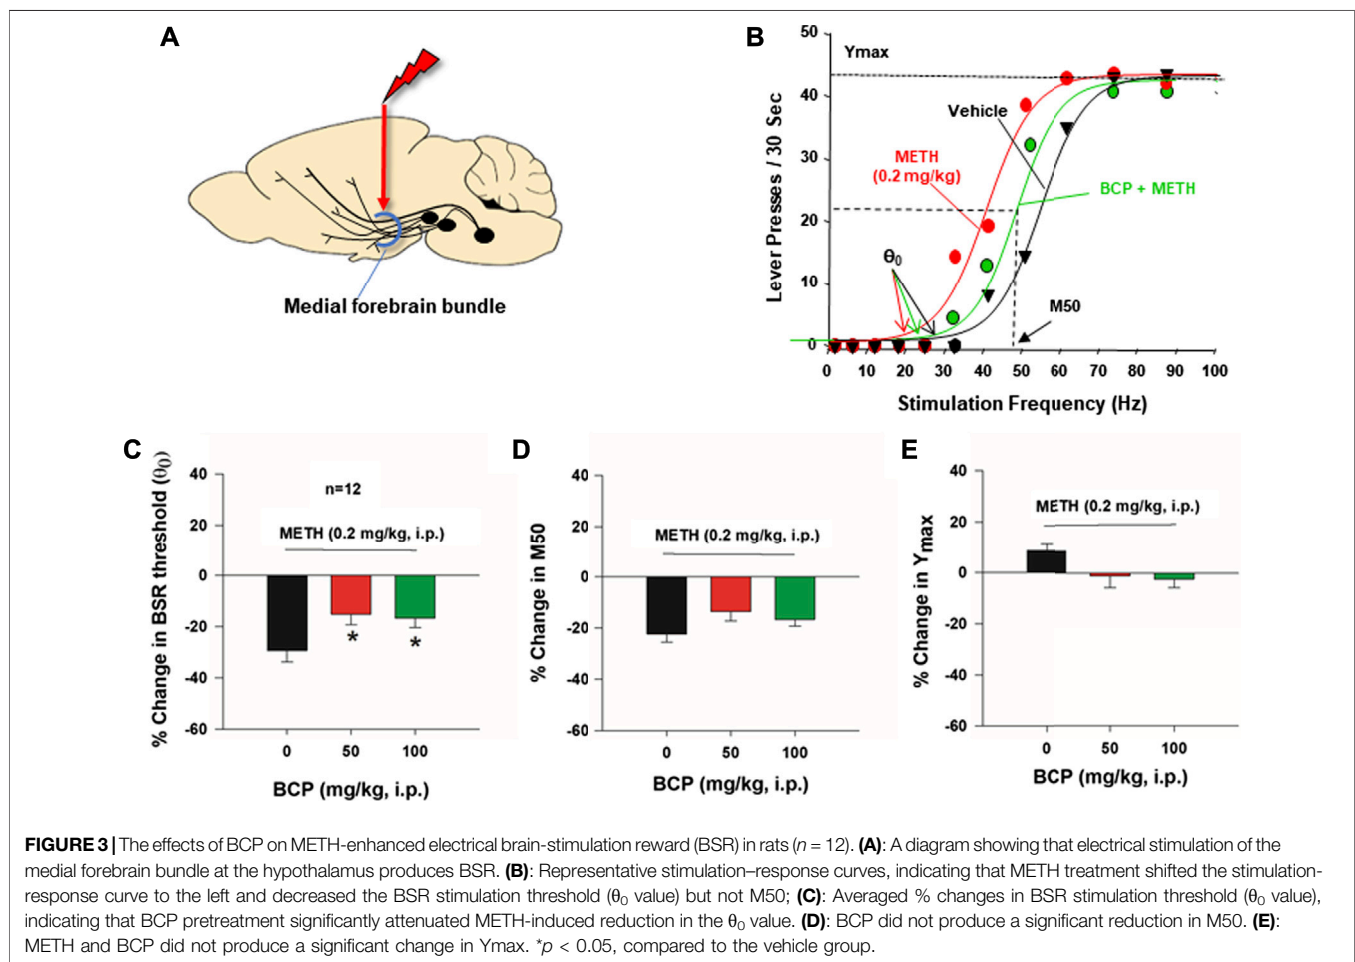 A
Medial forebrain bundle
B
50
40
30
20
10
0
Lever Presses / 30 Sec
Ymax
Vehicle
METH
(0.2 mg/kg)
BCP + METH
θ0
M50
0 10 20 30 40 50 60 70 80 90 100
Stimulation Frequency (Hz)
C
% Change in BSR threshold (θ0)
40
20
0
-20
-40
-60
n=12
METH (0.2 mg/kg, i.p.)
* *
0 50 100
BCP (mg/kg, i.p.)
D
% Change in M50
40
20
0
-20
-40
-60
METH (0.2 mg/kg, i.p.)
0 50 100
BCP (mg/kg, i.p.)
E
% Change in Ymax
40
20
0
-20
-40
-60
METH (0.2 mg/kg, i.p.)
0 50 100
BCP (mg/kg, i.p.)
FIGURE 3 | The effects of BCP on METH-enhanced electrical brain-stimulation reward (BSR) in rats (n = 12). (A): A diagram showing that electrical stimulation of the
medial forebrain bundle at the hypothalamus produces BSR. (B): Representative stimulation–response curves, indicating that METH treatment shifted the stimulation-
response curve to the left and decreased the BSR stimulation threshold (θ0 value) but not M50; (C): Averaged % changes in BSR stimulation threshold (θ0 value),
indicating that BCP pretreatment significantly attenuated METH-induced reduction in the θ0 value. (D): BCP did not produce a significant reduction in M50. (E):
METH and BCP did not produce a significant change in Ymax. *p < 0.05, compared to the vehicle group.